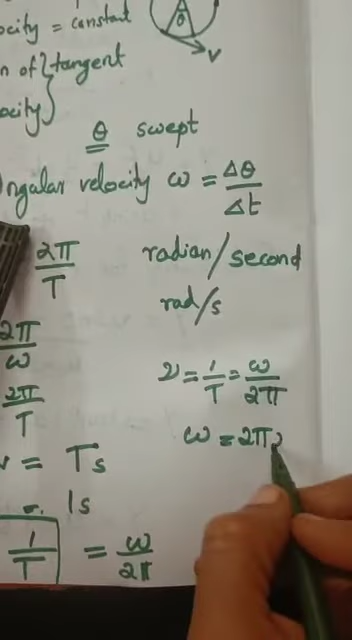 ocity = constant
θ
n of {tangent
V
ocity}
θ swept
Angular velocity ω = Δθ/Δt
2π/T radian/second
rad/s
2π/ω
ν = 1/T = ω/2π
2π/T
ω = 2πν
= Ts
= 1s
1/T = ω/2π